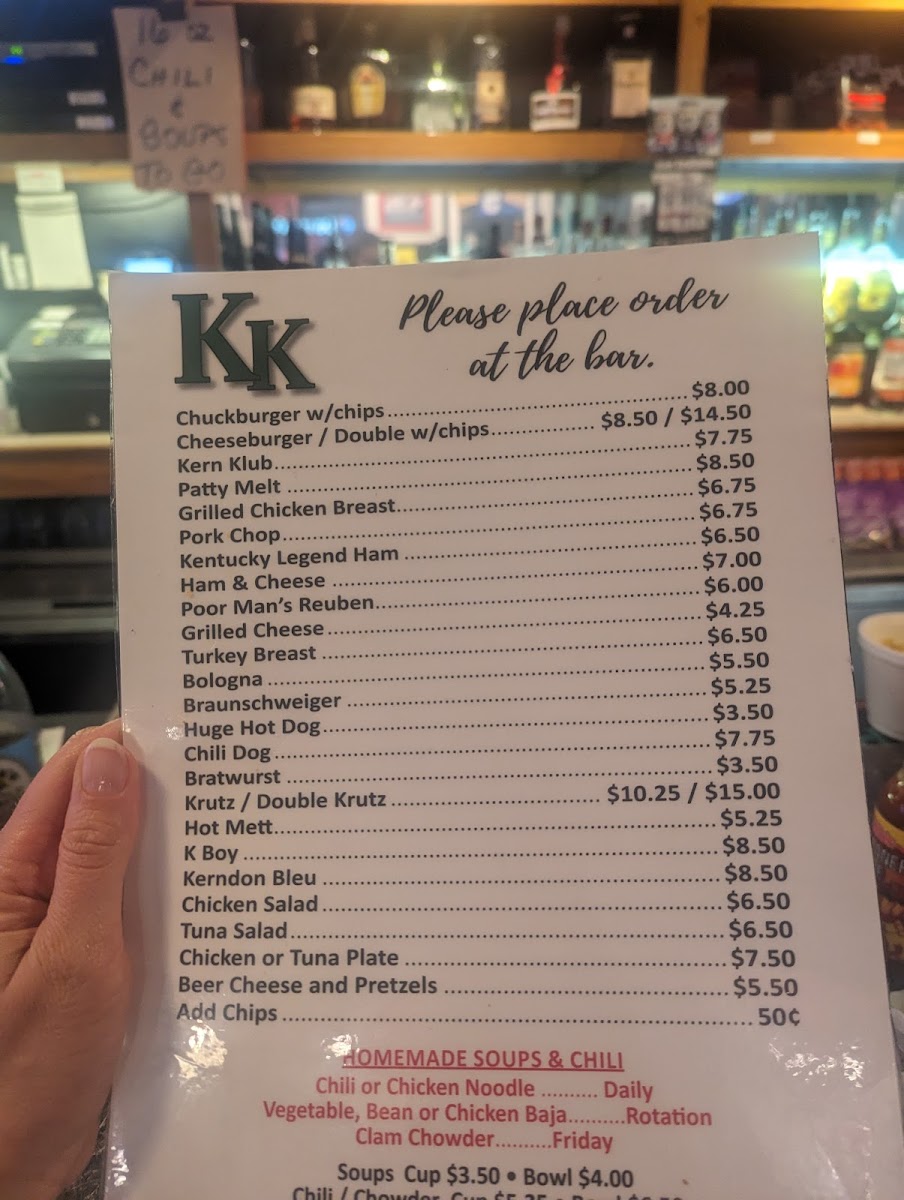 16 oz
CHILI
&
SOUPS
TO GO
KK
Please place order
at the bar.
Chuckburger w/chips........................................ $8.00
Cheeseburger / Double w/chips............... $8.50 / $14.50
Kern Klub........................................ $7.75
Patty Melt ........................................ $8.50
Grilled Chicken Breast........................................ $6.75
Pork Chop........................................ $6.75
Kentucky Legend Ham ........................................ $6.50
Ham & Cheese ........................................ $7.00
Poor Man's Reuben........................................ $6.00
Grilled Cheese........................................ $4.25
Turkey Breast ........................................ $6.50
Bologna ........................................ $5.50
Braunschweiger ........................................ $5.25
Huge Hot Dog........................................ $3.50
Chili Dog........................................ $7.75
Bratwurst ........................................ $3.50
Krutz / Double Krutz .............................. $10.25 / $15.00
Hot Mett........................................ $5.25
K Boy ........................................ $8.50
Kerndon Bleu ........................................ $8.50
Chicken Salad ........................................ $6.50
Tuna Salad........................................ $6.50
Chicken or Tuna Plate ........................................ $7.50
Beer Cheese and Pretzels ........................................ $5.50
Add Chips ........................................ 50¢
HOMEMADE SOUPS & CHILI
Chili or Chicken Noodle .......... Daily
Vegetable, Bean or Chicken Baja..........Rotation
Clam Chowder..........Friday
Soups Cup $3.50 • Bowl $4.00
Chili / Chowder Cup